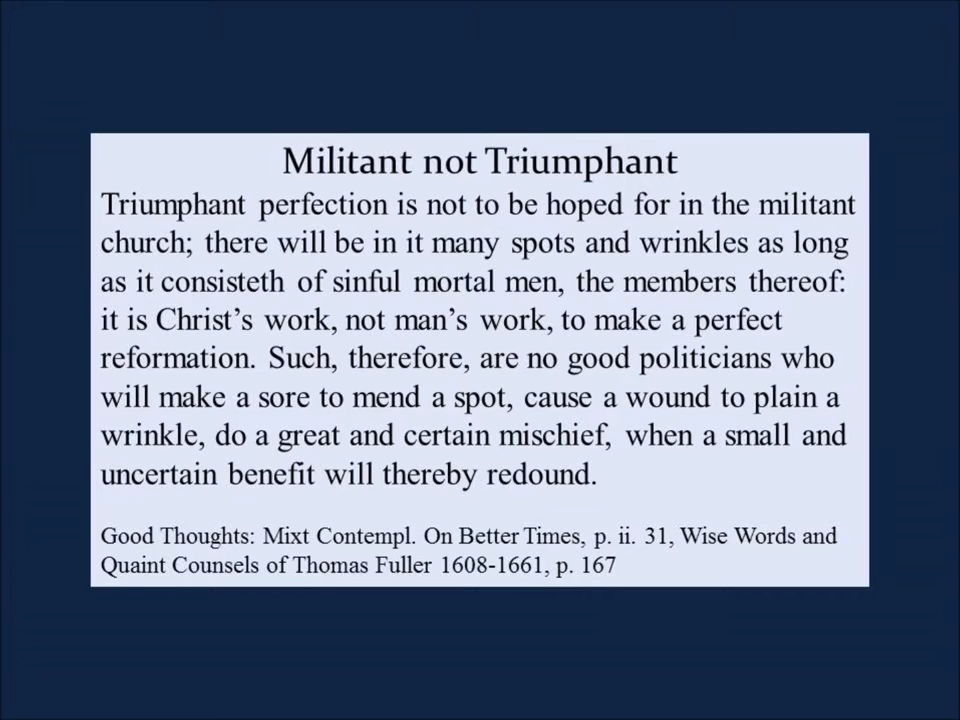 Militant not Triumphant
Triumphant perfection is not to be hoped for in the militant
church; there will be in it many spots and wrinkles as long
as it consisteth of sinful mortal men, the members thereof:
it is Christ’s work, not man’s work, to make a perfect
reformation. Such, therefore, are no good politicians who
will make a sore to mend a spot, cause a wound to plain a
wrinkle, do a great and certain mischief, when a small and
uncertain benefit will thereby redound.
Good Thoughts: Mixt Contempl. On Better Times, p. ii. 31, Wise Words and
Quaint Counsels of Thomas Fuller 1608-1661, p. 167